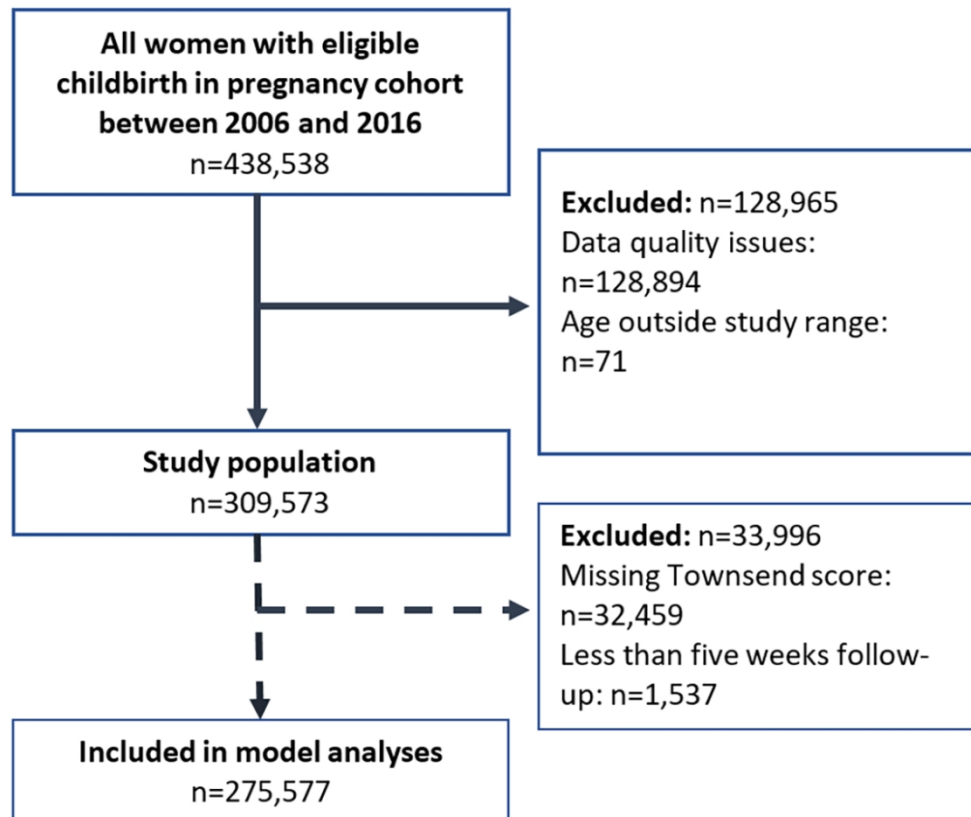 All women with eligible
childbirth in pregnancy cohort
between 2006 and 2016
n=438,538
Excluded: n=128,965
Data quality issues:
n=128,894
Age outside study range:
n=71
Study population
n=309,573
Excluded: n=33,996
Missing Townsend score:
n=32,459
Less than five weeks follow-
up: n=1,537
Included in model analyses
n=275,577